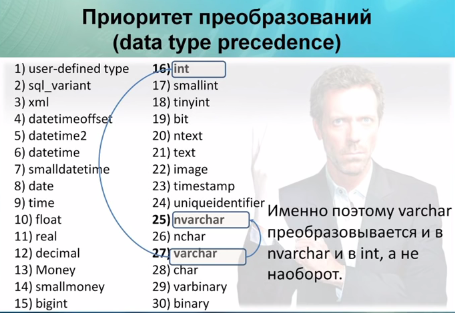 Приоритет преобразований
(data type precedence)
1) user-defined type
2) sql_variant
3) xml
4) datetimeoffset
5) datetime2
6) datetime
7) smalldatetime
8) date
9) time
10) float
11) real
12) decimal
13) Money
14) smallmoney
15) bigint
16) int
17) smallint
18) tinyint
19) bit
20) ntext
21) text
22) image
23) timestamp
24) uniqueidentifier
25) nvarchar
26) nchar
27) varchar
28) char
29) varbinary
30) binary
Именно поэтому varchar
преобразовывается и в
nvarchar и в int, а не
наоборот.